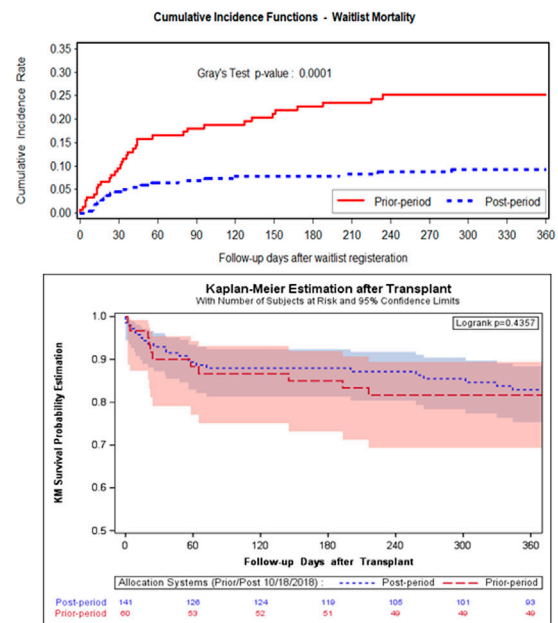 Cumulative Incidence Functions - Waitlist Mortality
Cumulative Incidence Rate
0.35
0.30
0.25
0.20
0.15
0.10
0.05
0.00
Gray's Test p-value : 0.0001
Prior-period Post-period
0 30 60 90 120 150 180 210 240 270 300 330 360
Follow-up days after waitlist registeration
Kaplan-Meier Estimation after Transplant
With Number of Subjects at Risk and 95% Confidence Limits
KM Survival Probability Estimation
1.0
0.9
0.8
0.7
0.6
0.5
Logrank p=0.4357
0 60 120 180 240 300 360
Follow-up Days after Transplant
Allocation Systems (Prior/Post 10/18/2018) : Post-period Prior-period
Post-period 141 126 124 119 105 101 93
Prior-period 60 53 52 51 49 49 49